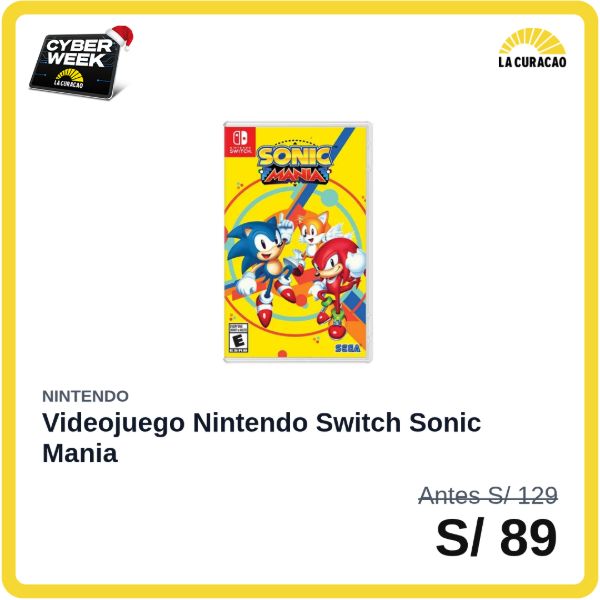 CYBER
WEEK
LA CURACAO
LA CURACAO
NINTENDO
SWITCH
SONIC
MANIA
E
SEGA
NINTENDO
Videojuego Nintendo Switch Sonic
Mania
Antes S/ 129
S/ 89